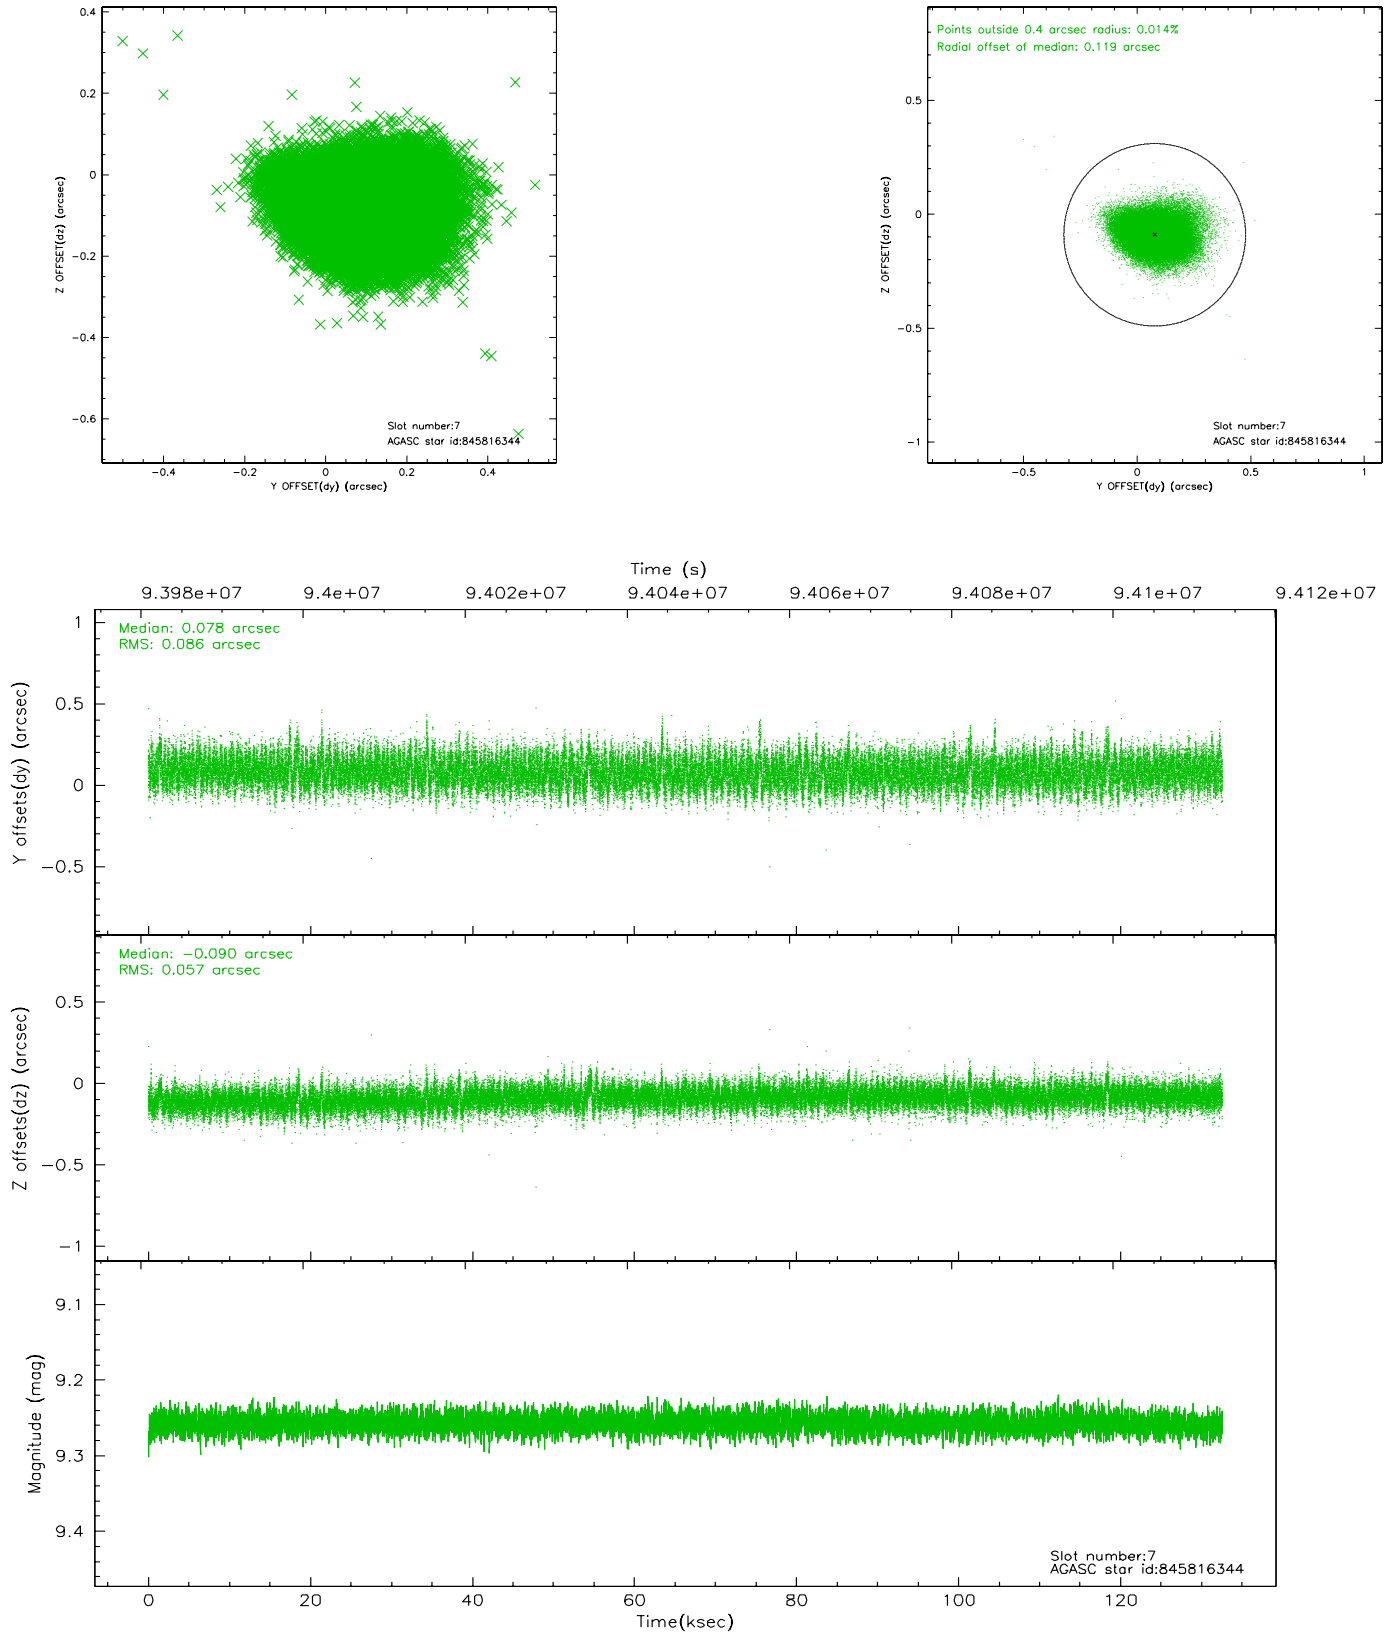 0.4
0.2
0
−0.2
−0.4
−0.6
Z OFFSET(dz) (arcsec)
Slot number:7
AGASC star id:845816344
−0.4
−0.2
0
0.2
0.4
Y OFFSET(dy) (arcsec)
Points outside 0.4 arcsec radius: 0.014%
Radial offset of median: 0.119 arcsec
0.5
0
−0.5
−1
Z OFFSET(dz) (arcsec)
Slot number:7
AGASC star id:845816344
−0.5
0
0.5
1
Y OFFSET(dy) (arcsec)
Time (s)
9.398e+07
9.4e+07
9.402e+07
9.404e+07
9.406e+07
9.408e+07
9.41e+07
9.412e+07
Median: 0.078 arcsec
RMS: 0.086 arcsec
1
0.5
0
−0.5
Y offsets(dy) (arcsec)
Median: −0.090 arcsec
RMS: 0.057 arcsec
0.5
0
−0.5
−1
Z offsets(dz) (arcsec)
9.1
9.2
9.3
9.4
Magnitude (mag)
Slot number:7
AGASC star id:845816344
0
20
40
60
80
100
120
Time(ksec)